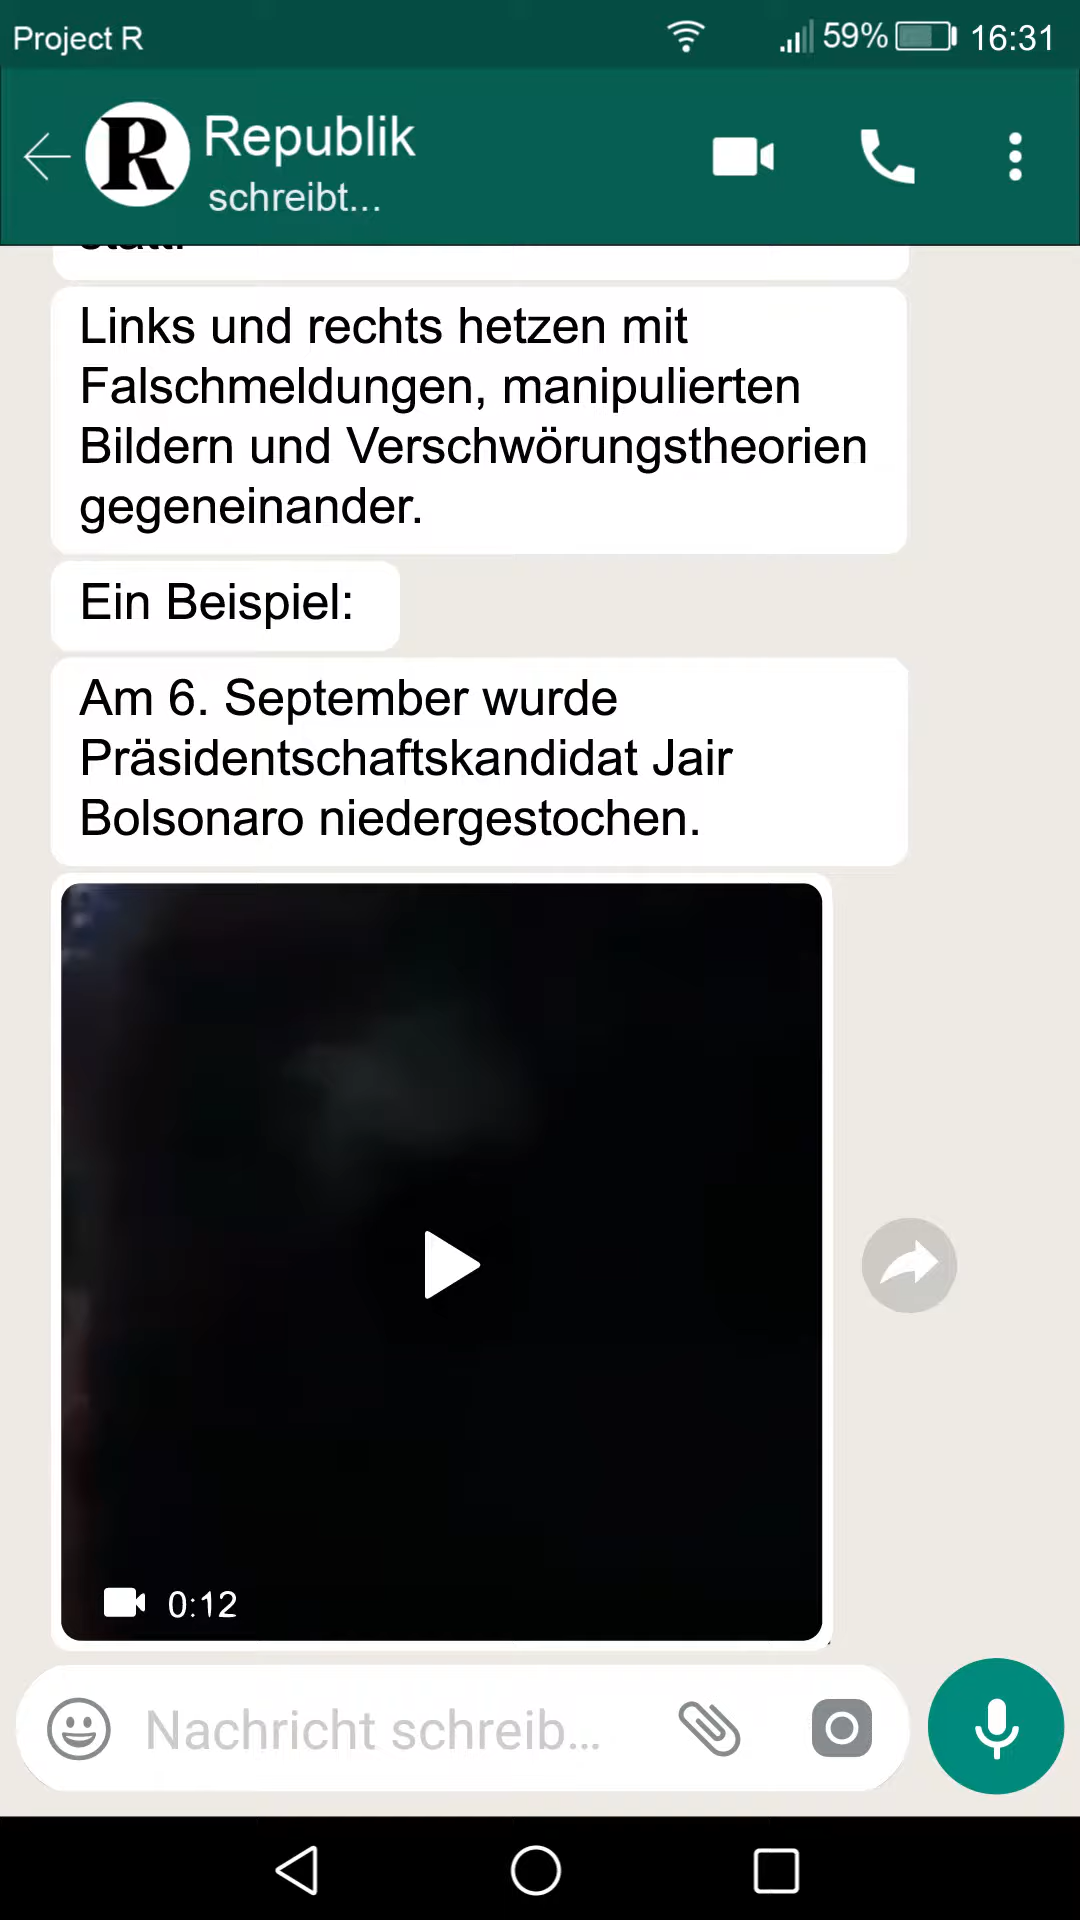 Project R
59%
16:31
R
Republik
schreibt...
statt.
Links und rechts hetzen mit
Falschmeldungen, manipulierten
Bildern und Verschwörungstheorien
gegeneinander.
Ein Beispiel:
Am 6. September wurde
Präsidentschaftskandidat Jair
Bolsonaro niedergestochen.
0:12
Nachricht schreib...